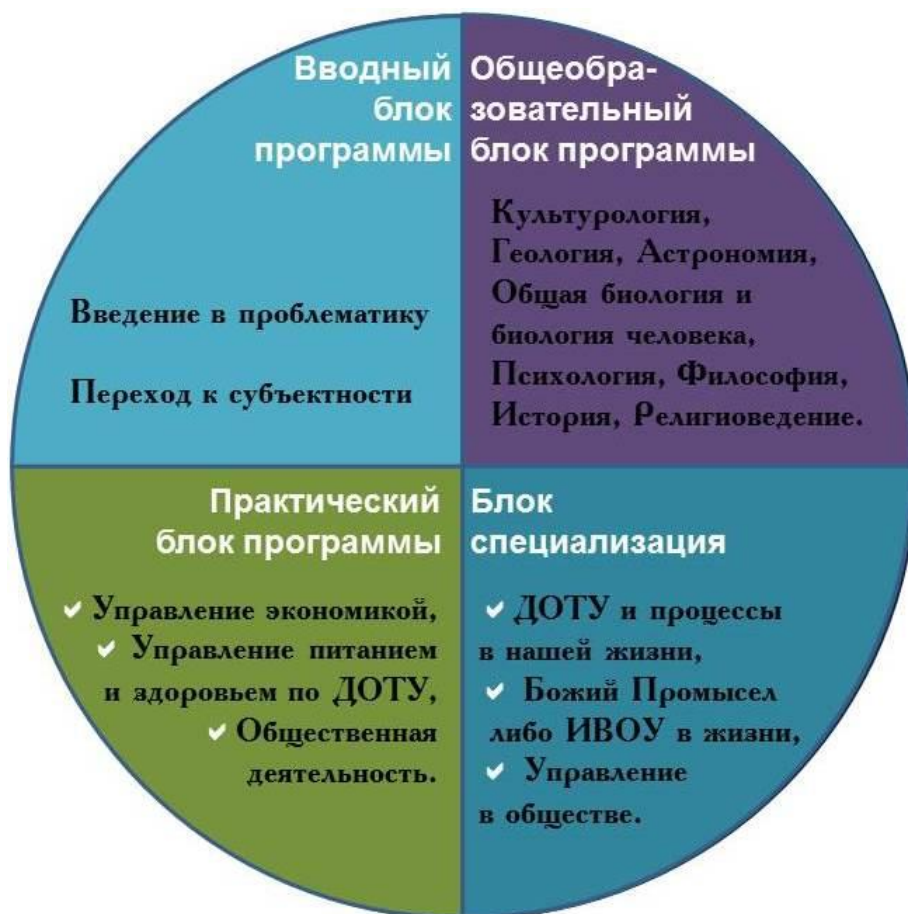 Вводный
блок
программы
Введение в проблематику
Переход к субъектности
Общеобра-
зовательный
блок программы
Культурология,
Геология, Астрономия,
Общая биология и
биология человека,
Психология, Философия,
История, Религиоведение.
Практический
блок программы
Управление экономикой,
Управление питанием
и здоровьем по ДОТУ,
Общественная
деятельность.
Блок
специализация
ДОТУ и процессы
в нашей жизни,
Божий Промысел
либо ИВОУ в жизни,
Управление
в обществе.